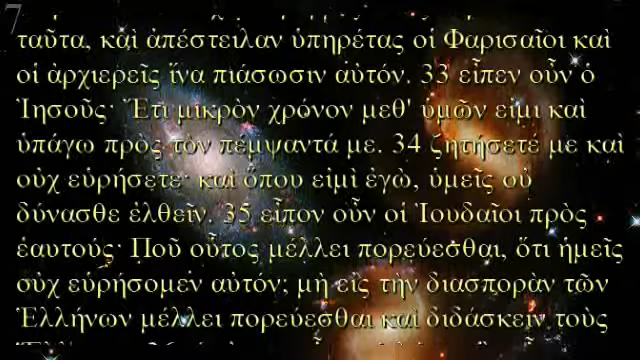 7
ταῦτα, καὶ ἀπέστειλαν ὑπηρέτας οἱ Φαρισαῖοι καὶ
οἱ ἀρχιερεῖς ἵνα πιάσωσιν αὐτόν. 33 εἶπεν οὖν ὁ
Ἰησοῦς· Ἔτι μικρὸν χρόνον μεθ' ὑμῶν εἰμι καὶ
ὑπάγω πρὸς τὸν πέμψαντά με. 34 ζητήσετέ με καὶ
οὐχ εὑρήσετε· καὶ ὅπου εἰμὶ ἐγὼ, ὑμεῖς οὐ
δύνασθε ἐλθεῖν. 35 εἶπον οὖν οἱ Ἰουδαῖοι πρὸς
ἑαυτούς· Ποῦ οὗτος μέλλει πορεύεσθαι, ὅτι ἡμεῖς
οὐχ εὑρήσομεν αὐτόν; μὴ εἰς τὴν διασπορὰν τῶν
Ἑλλήνων μέλλει πορεύεσθαι καὶ διδάσκειν τοὺς